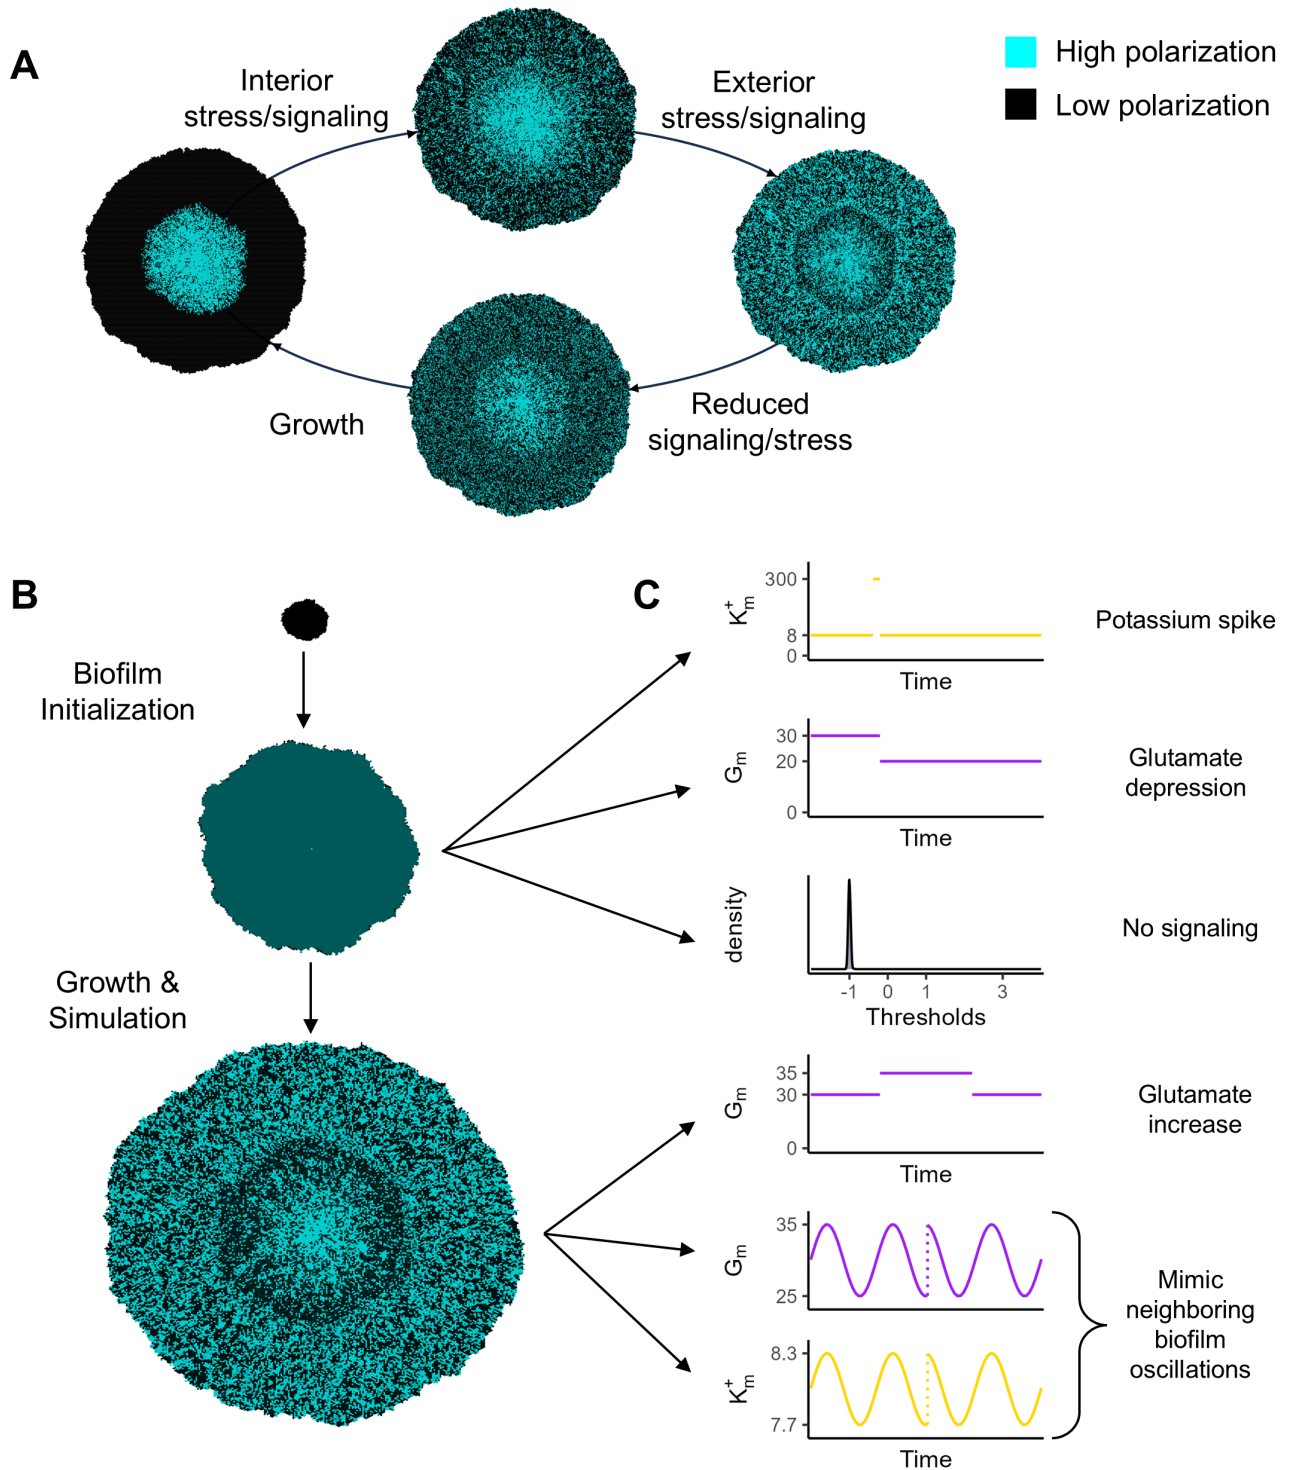 A
Interior
stress/signaling
Exterior
stress/signaling
High polarization
Low polarization
Growth
Reduced
signaling/stress
B
Biofilm
Initialization
Growth &
Simulation
C
K+m
300
8
0
Time
Potassium spike
Gm
30
20
0
Time
Glutamate
depression
density
-1 0 1 3
Thresholds
No signaling
Gm
35
30
0
Time
Glutamate
increase
Gm
35
25
K+m
8.3
7.7
Time
Mimic
neighboring
biofilm
oscillations